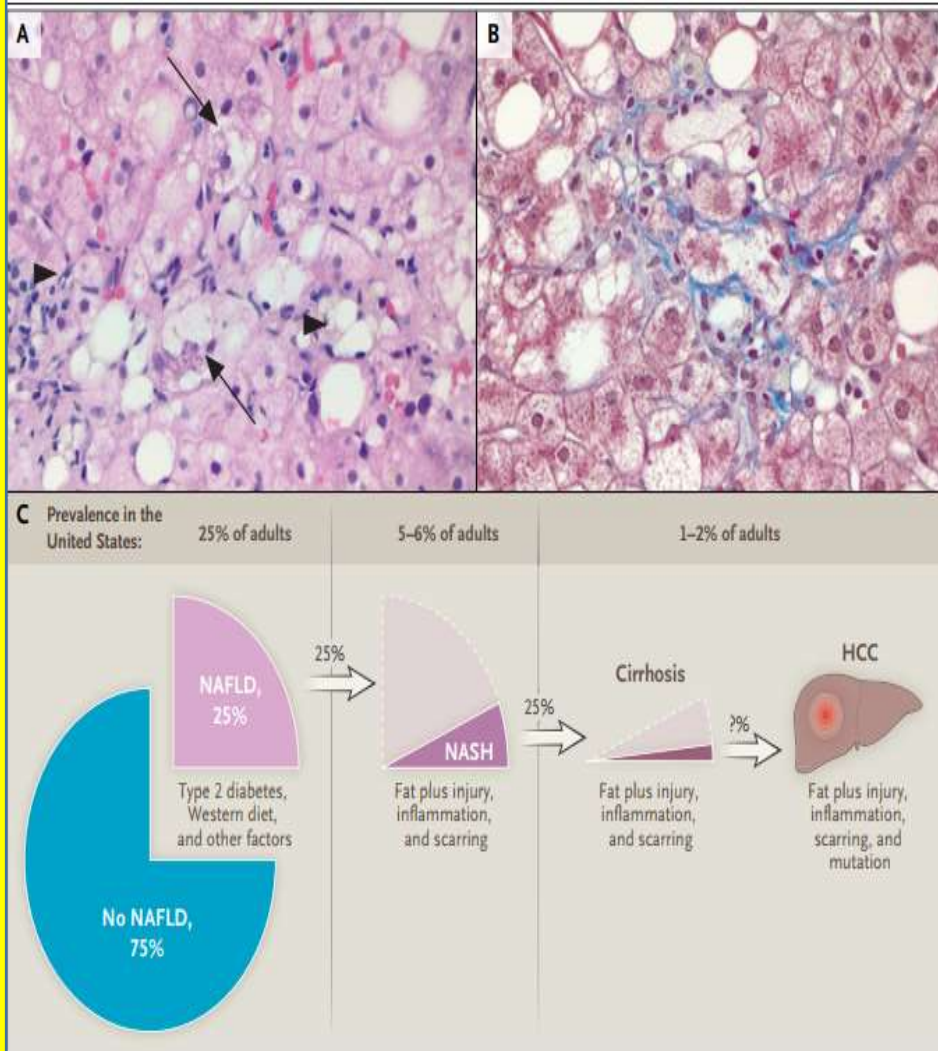 A
B
C
Prevalence in the
United States:
25% of adults
5–6% of adults
1–2% of adults
NAFLD,
25%
25%
NASH
25%
Cirrhosis
?%
HCC
Type 2 diabetes,
Western diet,
and other factors
Fat plus injury,
inflammation,
and scarring
Fat plus injury,
inflammation,
and scarring
Fat plus injury,
inflammation,
scarring, and
mutation
No NAFLD,
75%